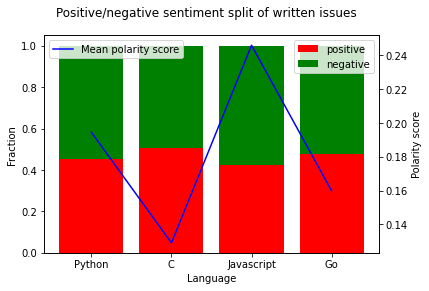 Positive/negative sentiment split of written issues
Mean polarity score
positive
negative
1.0
0.8
0.6
0.4
0.2
0.0
Fraction
0.24
0.22
0.20
0.18
0.16
0.14
Polarity score
Python C Javascript Go
Language